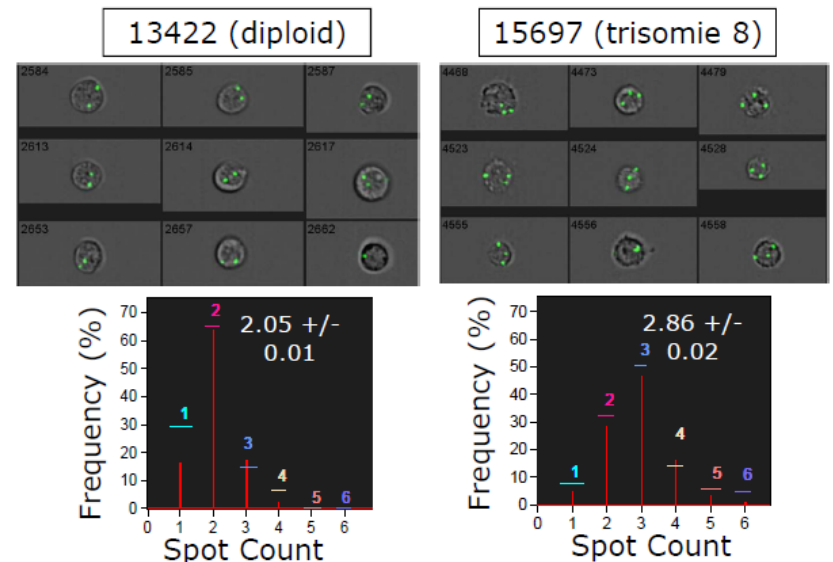 13422 (diploid)
15697 (trisomie 8)
2584 2585 2587
2613 2614 2617
2653 2657 2662
4468 4473 4479
4523 4524 4528
4555 4556 4558
Frequency (%)
70
60
50
40
30
20
10
0
1
2
3
4
5
6
2.05 +/-
0.01
0 1 2 3 4 5 6
Spot Count
Frequency (%)
70
60
50
40
30
20
10
0
1
2
3
4
5
6
2.86 +/-
0.02
0 1 2 3 4 5 6
Spot Count